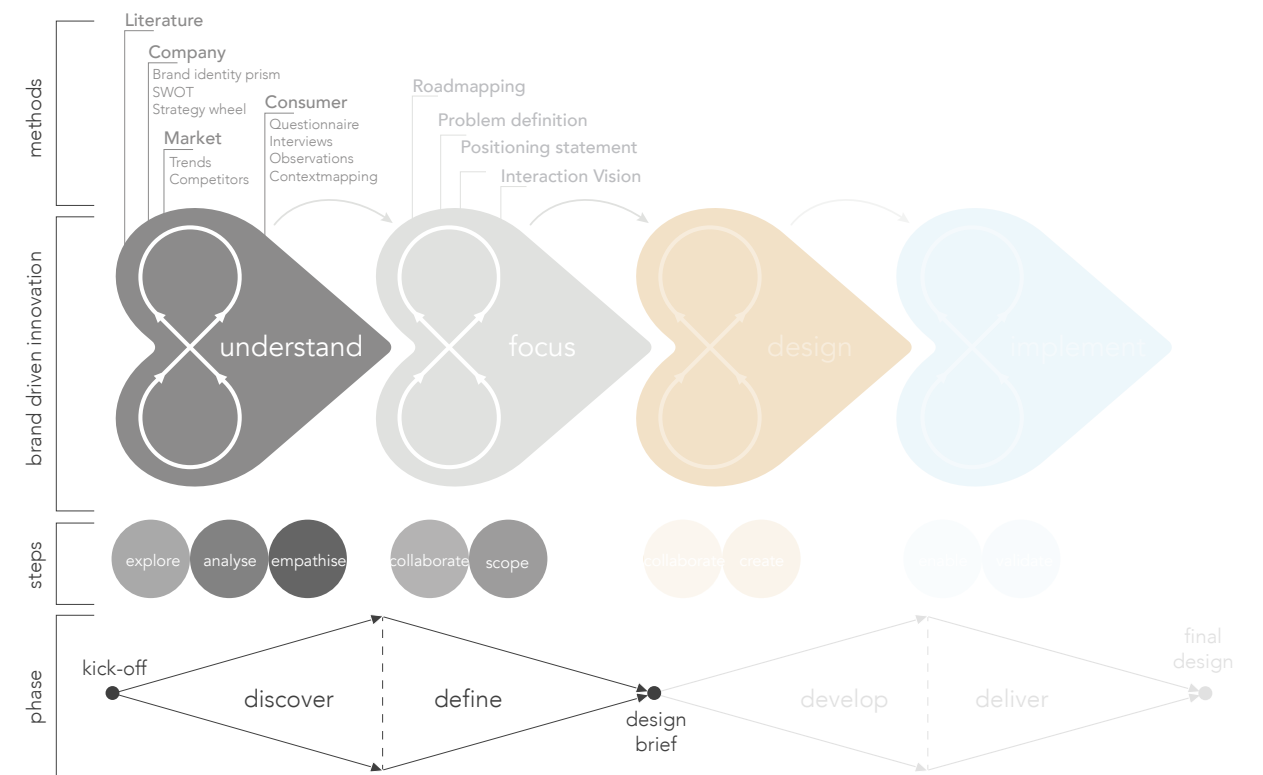 methods
Literature
Company
Brand identity prism
SWOT
Strategy wheel
Market
Trends
Competitors
Consumer
Questionnaire
Interviews
Observations
Contextmapping
Roadmapping
Problem definition
Positioning statement
Interaction Vision
brand driven innovation
understand
focus
design
implement
steps
explore
analyse
empathise
collaborate
scope
collaborate
create
validate
phase
kick-off
discover
define
design
brief
develop
deliver
final
design